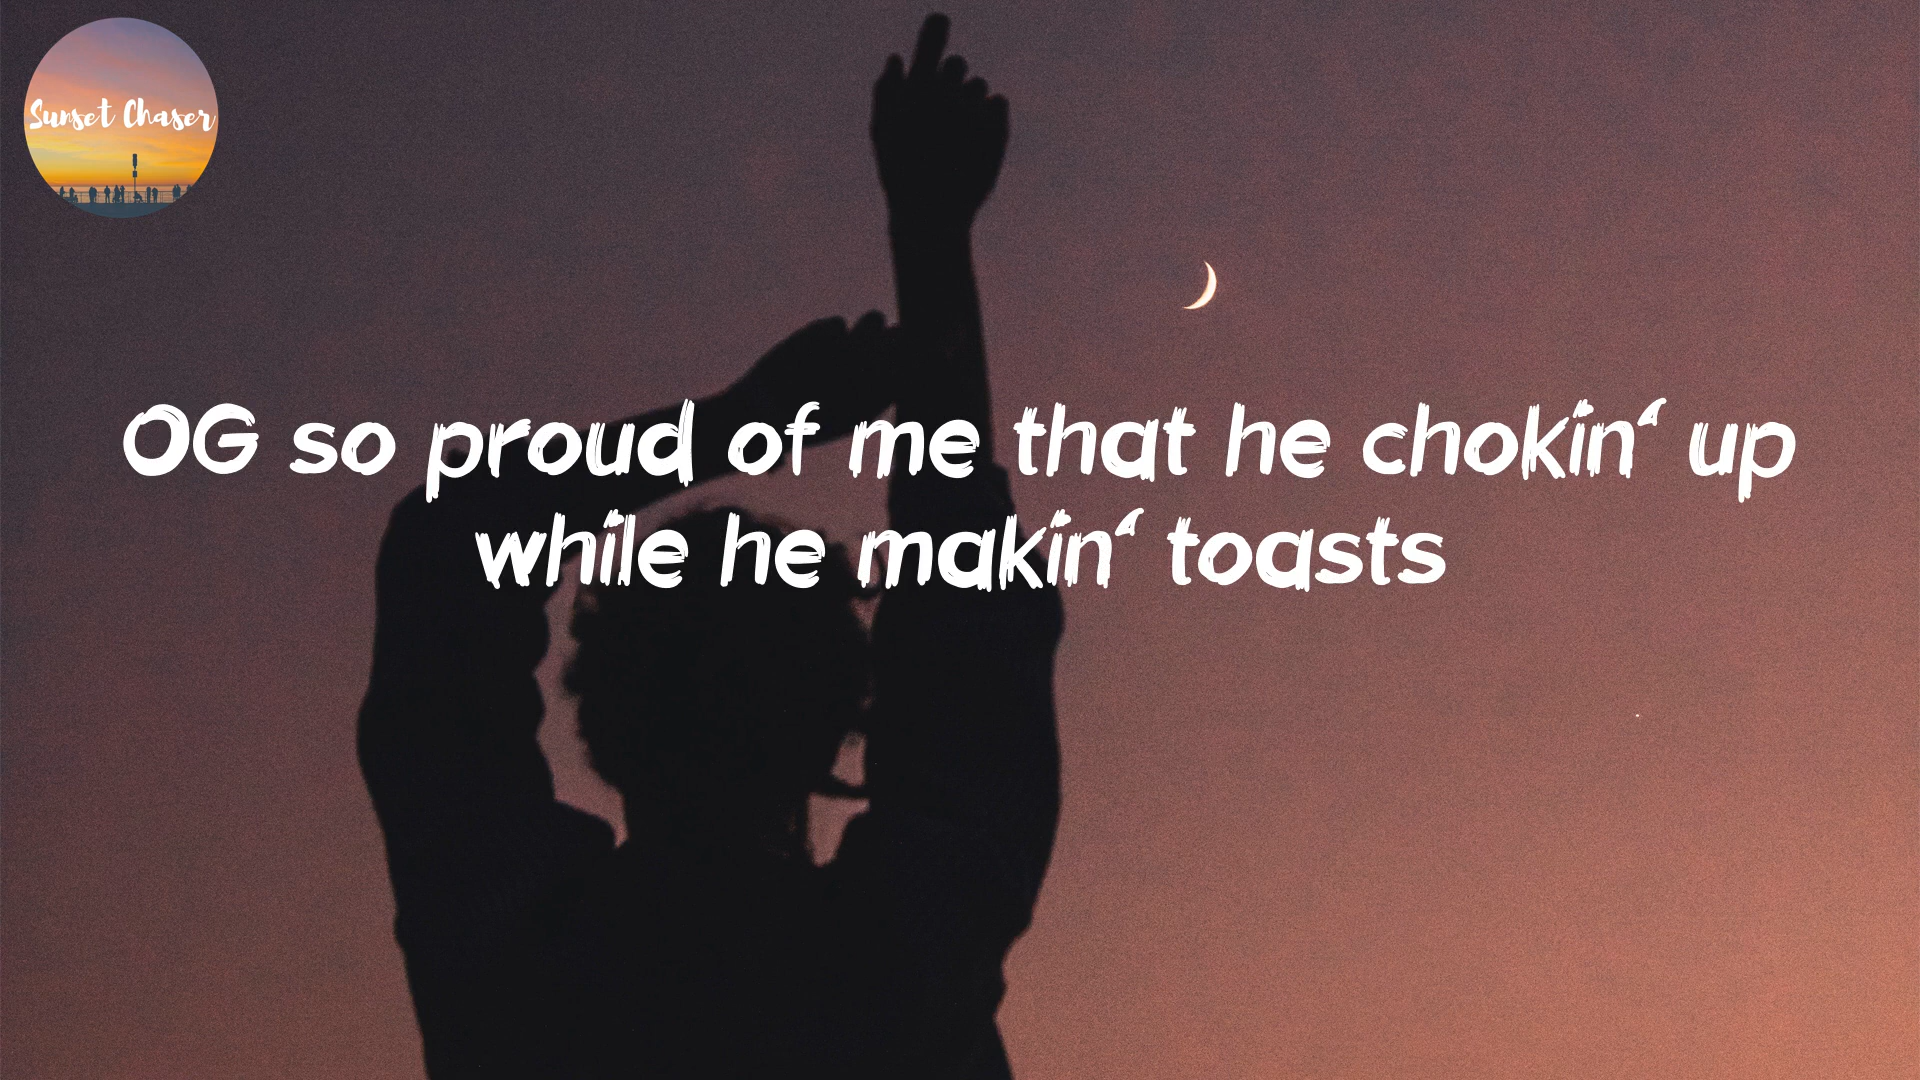 Sunset Chaser
OG so proud of me that he chokin‘ up
while he makin‘ toasts